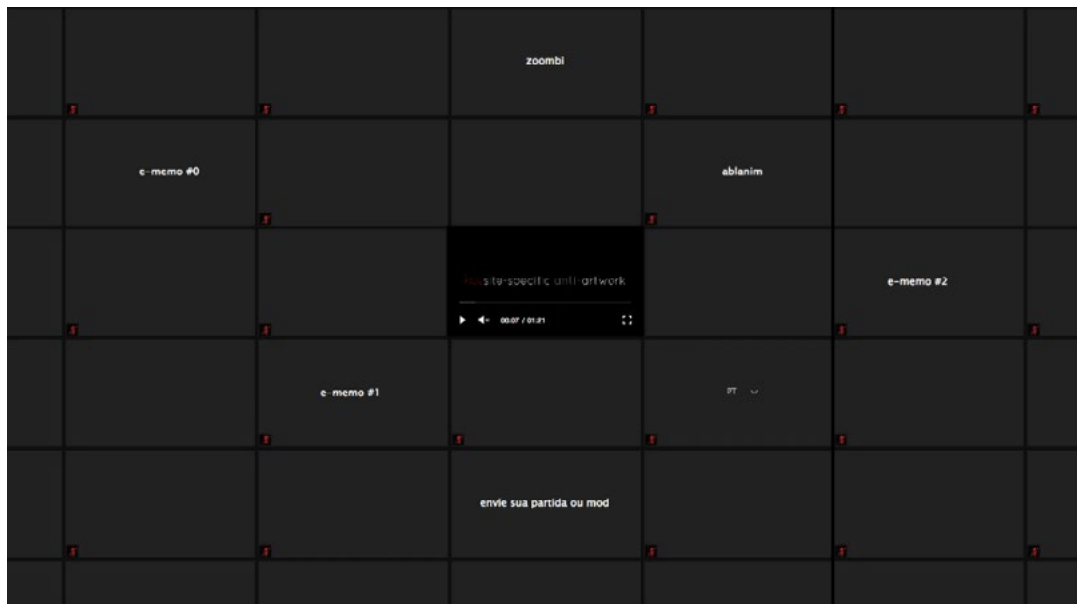 zoombi
e-memo #0
ablanim
site-specific anti-artwork
e-memo #2
00:07 / 01:21
e-memo #1
PT
envie sua partida ou mod